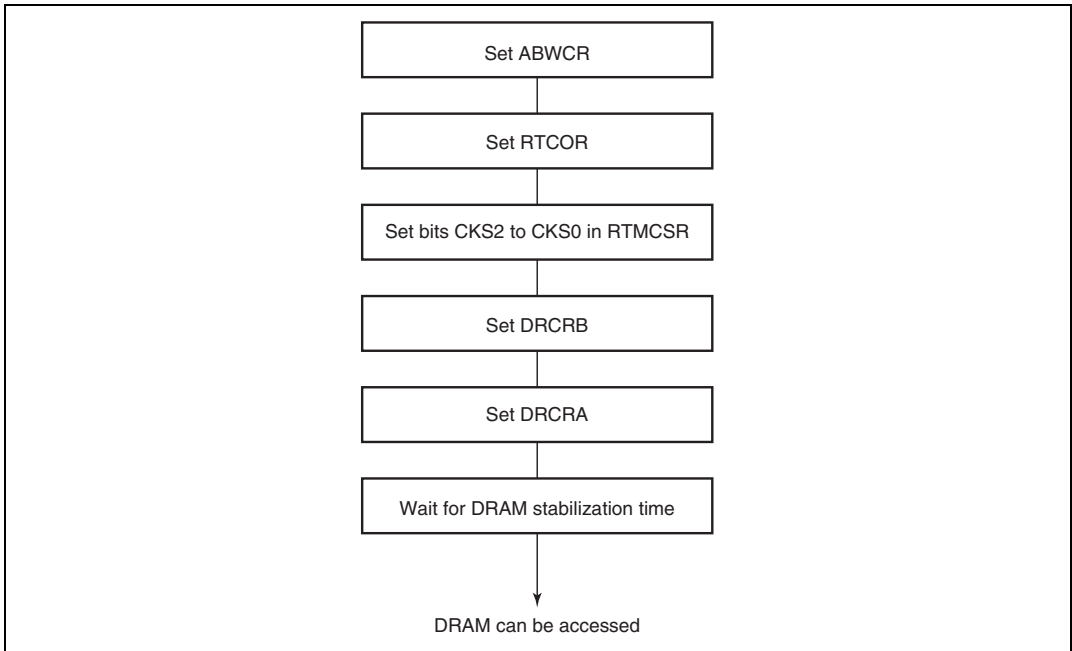 Set ABWCR
Set RTCOR
Set bits CKS2 to CKS0 in RTMCSR
Set DRCRB
Set DRCRA
Wait for DRAM stabilization time
DRAM can be accessed